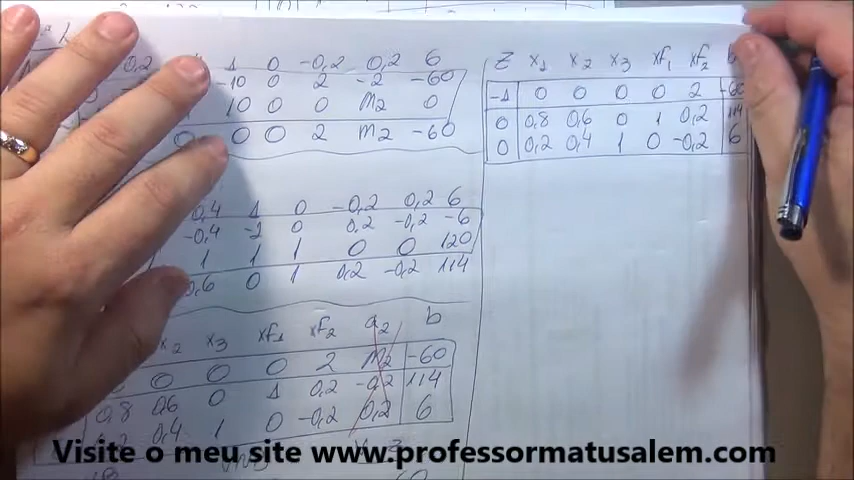 0,2 1 0 -0,2 0,2 6
-10 0 2 -2 -60
10 0 0 M2 0
0 0 0 2 M2 -60
0,4 1 0 -0,2 0,2 6
-0,4 -1 0 0,2 -0,2 -6
1 1 1 0 0 120
0,6 0 1 0,2 -0,2 114
x2 x3 xf1 xf2 a2 b
0 0 0 2 M2 -60
0,8 0,6 0 1 0,2 -0,2 114
0,4 1 0 -0,2 0,2 6
Z x1 x2 x3 xf1 xf2 b
-1 0 0 0 0 2 -60
0 0,8 0,6 0 1 0,2 114
0 0,2 0,4 1 0 -0,2 6
Visite o meu site www.professormatusalem.com